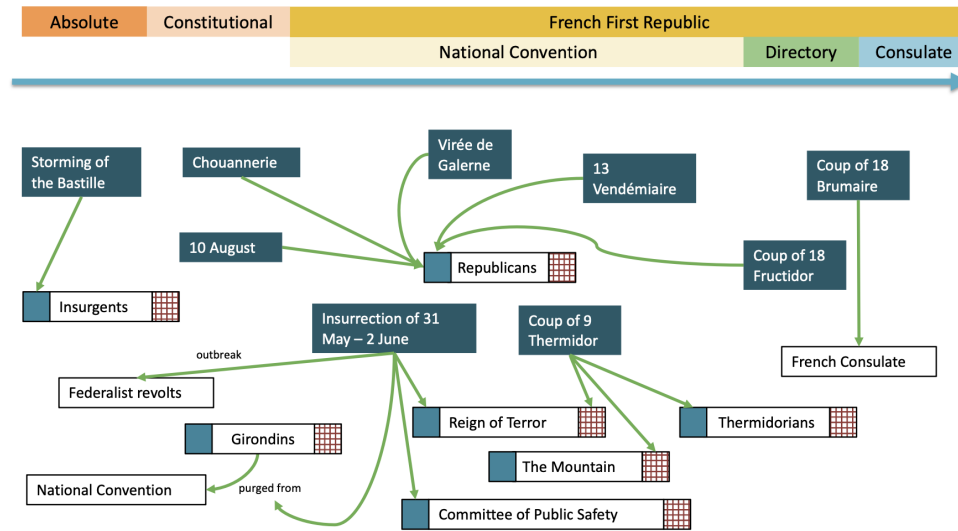 Absolute
Constitutional
French First Republic
National Convention
Directory
Consulate
Storming of
the Bastille
Chouannerie
Virée de
Galerne
13
Vendémiaire
Coup of 18
Brumaire
10 August
Republicans
Coup of 18
Fructidor
Insurgents
Insurrection of 31
May – 2 June
Coup of 9
Thermidor
outbreak
French Consulate
Federalist revolts
Reign of Terror
Thermidorians
Girondins
The Mountain
National Convention
purged from
Committee of Public Safety